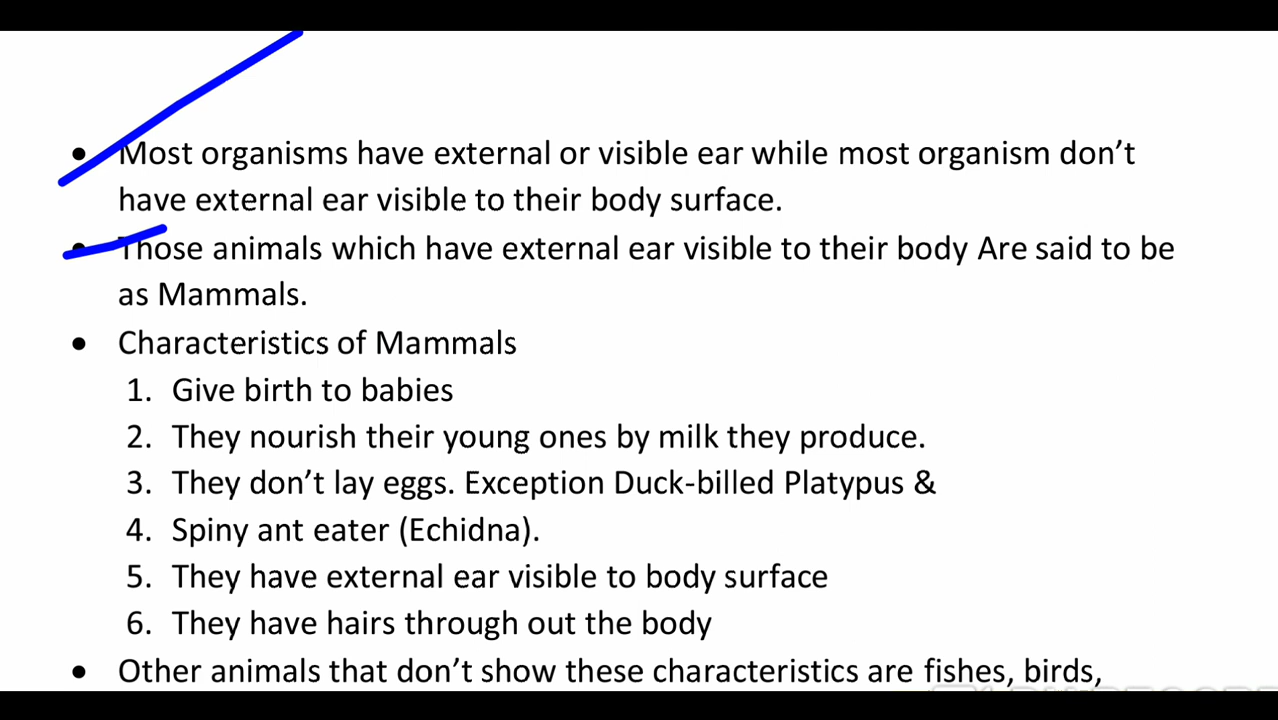 • Most organisms have external or visible ear while most organism don’t
have external ear visible to their body surface.
• Those animals which have external ear visible to their body Are said to be
as Mammals.
• Characteristics of Mammals
1. Give birth to babies
2. They nourish their young ones by milk they produce.
3. They don’t lay eggs. Exception Duck-billed Platypus &
4. Spiny ant eater (Echidna).
5. They have external ear visible to body surface
6. They have hairs through out the body
• Other animals that don’t show these characteristics are fishes, birds,